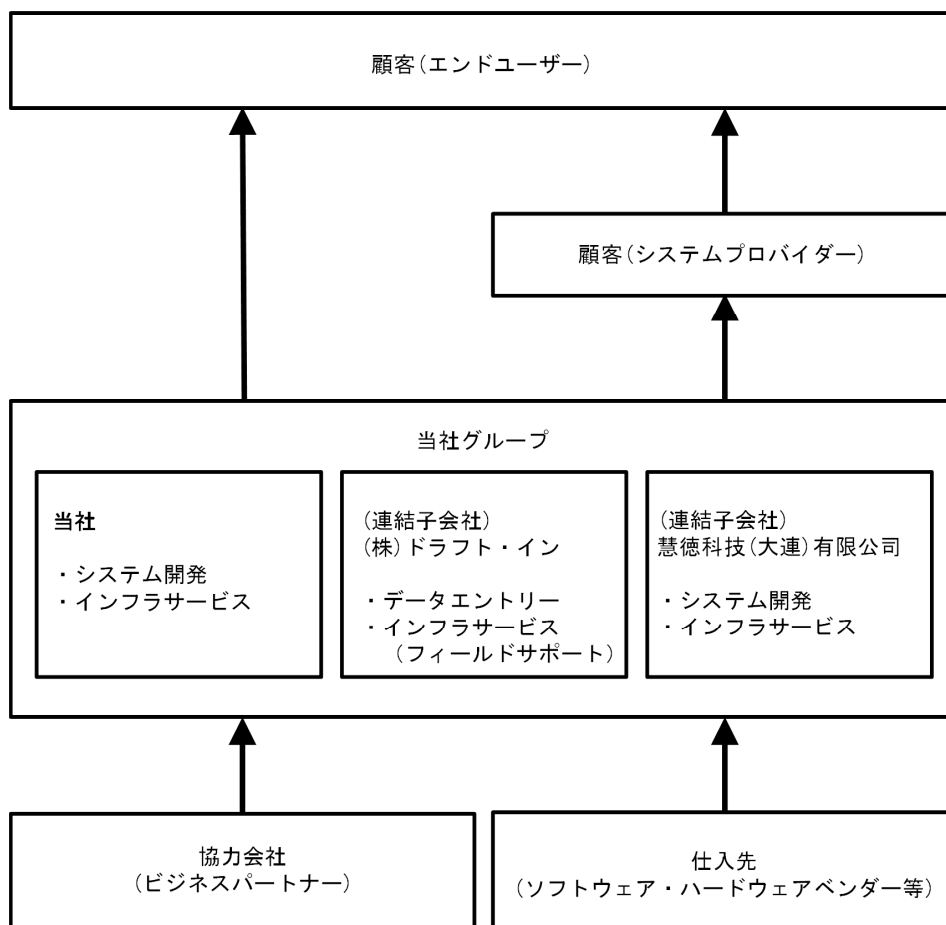 顧客(エンドユーザー)
顧客(システムプロバイダー)
当社グループ
当社
・システム開発
・インフラサービス
(連結子会社)
(株)ドラフト・イン
・データエントリー
・インフラサービス
(フィールドサポート)
(連結子会社)
慧徳科技(大連)有限公司
・システム開発
・インフラサービス
協力会社
(ビジネスパートナー)
仕入先
(ソフトウェア・ハードウェアベンダー等)